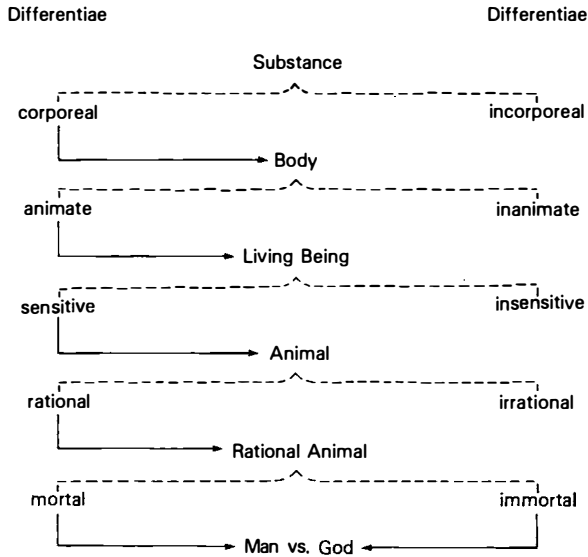 Differentiae Differentiae
Substance
corporeal incorporeal
Body
animate inanimate
Living Being
sensitive insensitive
Animal
rational irrational
Rational Animal
mortal immortal
Man vs. God